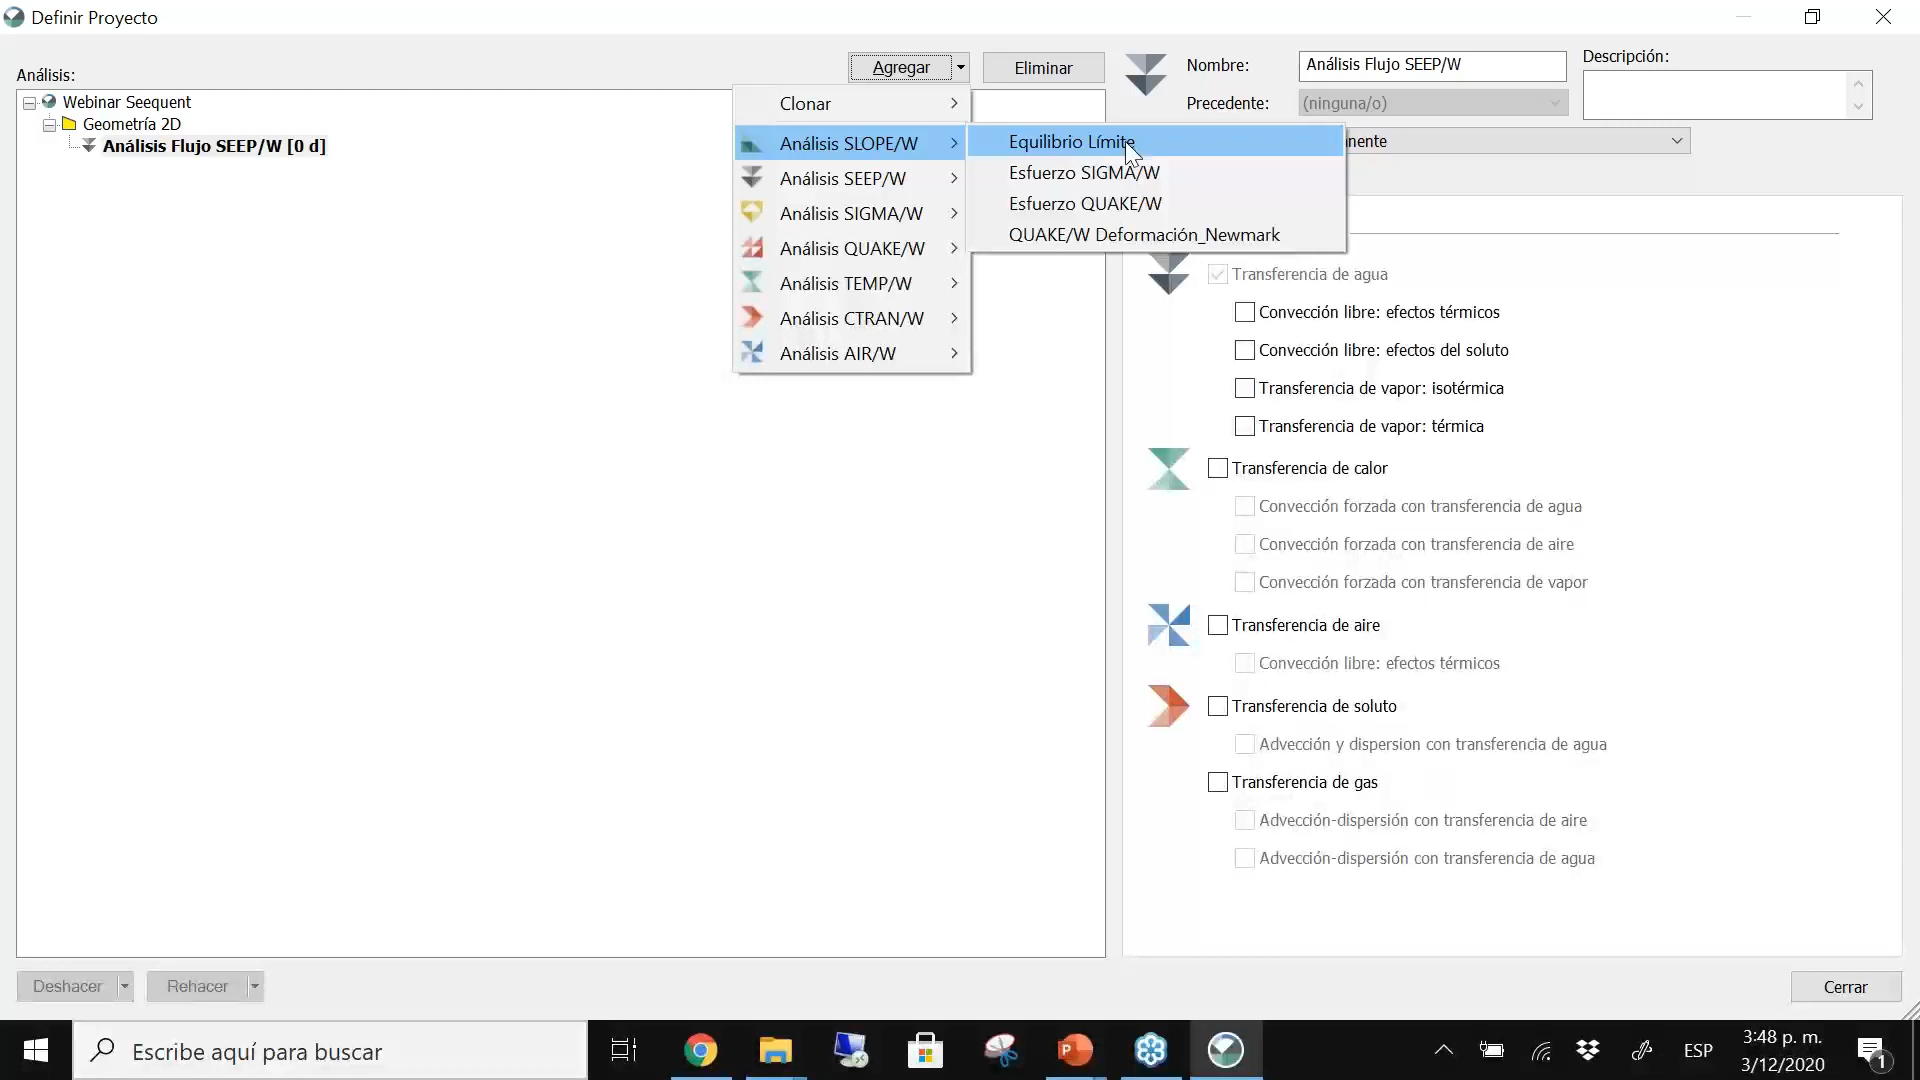 Definir Proyecto
Análisis:
Agregar
Eliminar
Nombre:
Análisis Flujo SEEP/W
Descripción:
Precedente:
(ninguna/o)
nente
Webinar Seequent
Geometría 2D
Análisis Flujo SEEP/W [0 d]
Clonar
Análisis SLOPE/W
Análisis SEEP/W
Análisis SIGMA/W
Análisis QUAKE/W
Análisis TEMP/W
Análisis CTRAN/W
Análisis AIR/W
Equilibrio Límite
Esfuerzo SIGMA/W
Esfuerzo QUAKE/W
QUAKE/W Deformación_Newmark
Transferencia de agua
Convección libre: efectos térmicos
Convección libre: efectos del soluto
Transferencia de vapor: isotérmica
Transferencia de vapor: térmica
Transferencia de calor
Convección forzada con transferencia de agua
Convección forzada con transferencia de aire
Convección forzada con transferencia de vapor
Transferencia de aire
Convección libre: efectos térmicos
Transferencia de soluto
Advección y dispersion con transferencia de agua
Transferencia de gas
Advección-dispersión con transferencia de aire
Advección-dispersión con transferencia de agua
Deshacer
Rehacer
Cerrar
Escribe aquí para buscar
ESP
3:48 p. m.
3/12/2020
1